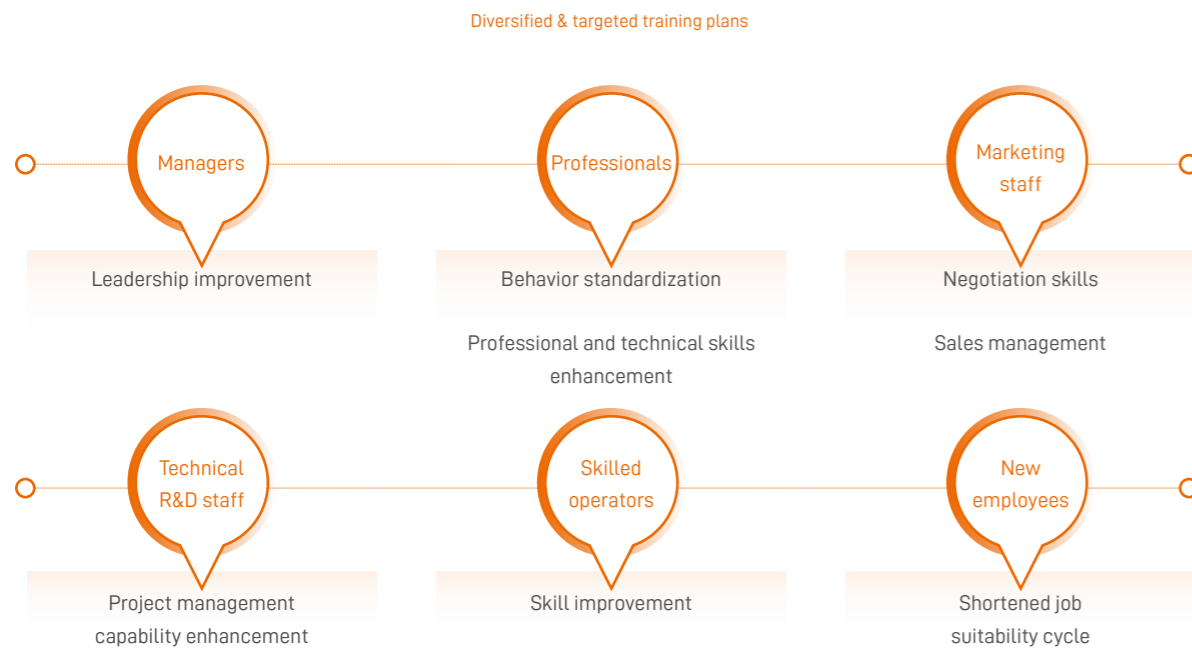 Diversified & targeted training plans
Managers
Professionals
Marketing
staff
Leadership improvement
Behavior standardization
Professional and technical skills
enhancement
Negotiation skills
Sales management
Technical
R&D staff
Skilled
operators
New
employees
Project management
capability enhancement
Skill improvement
Shortened job
suitability cycle